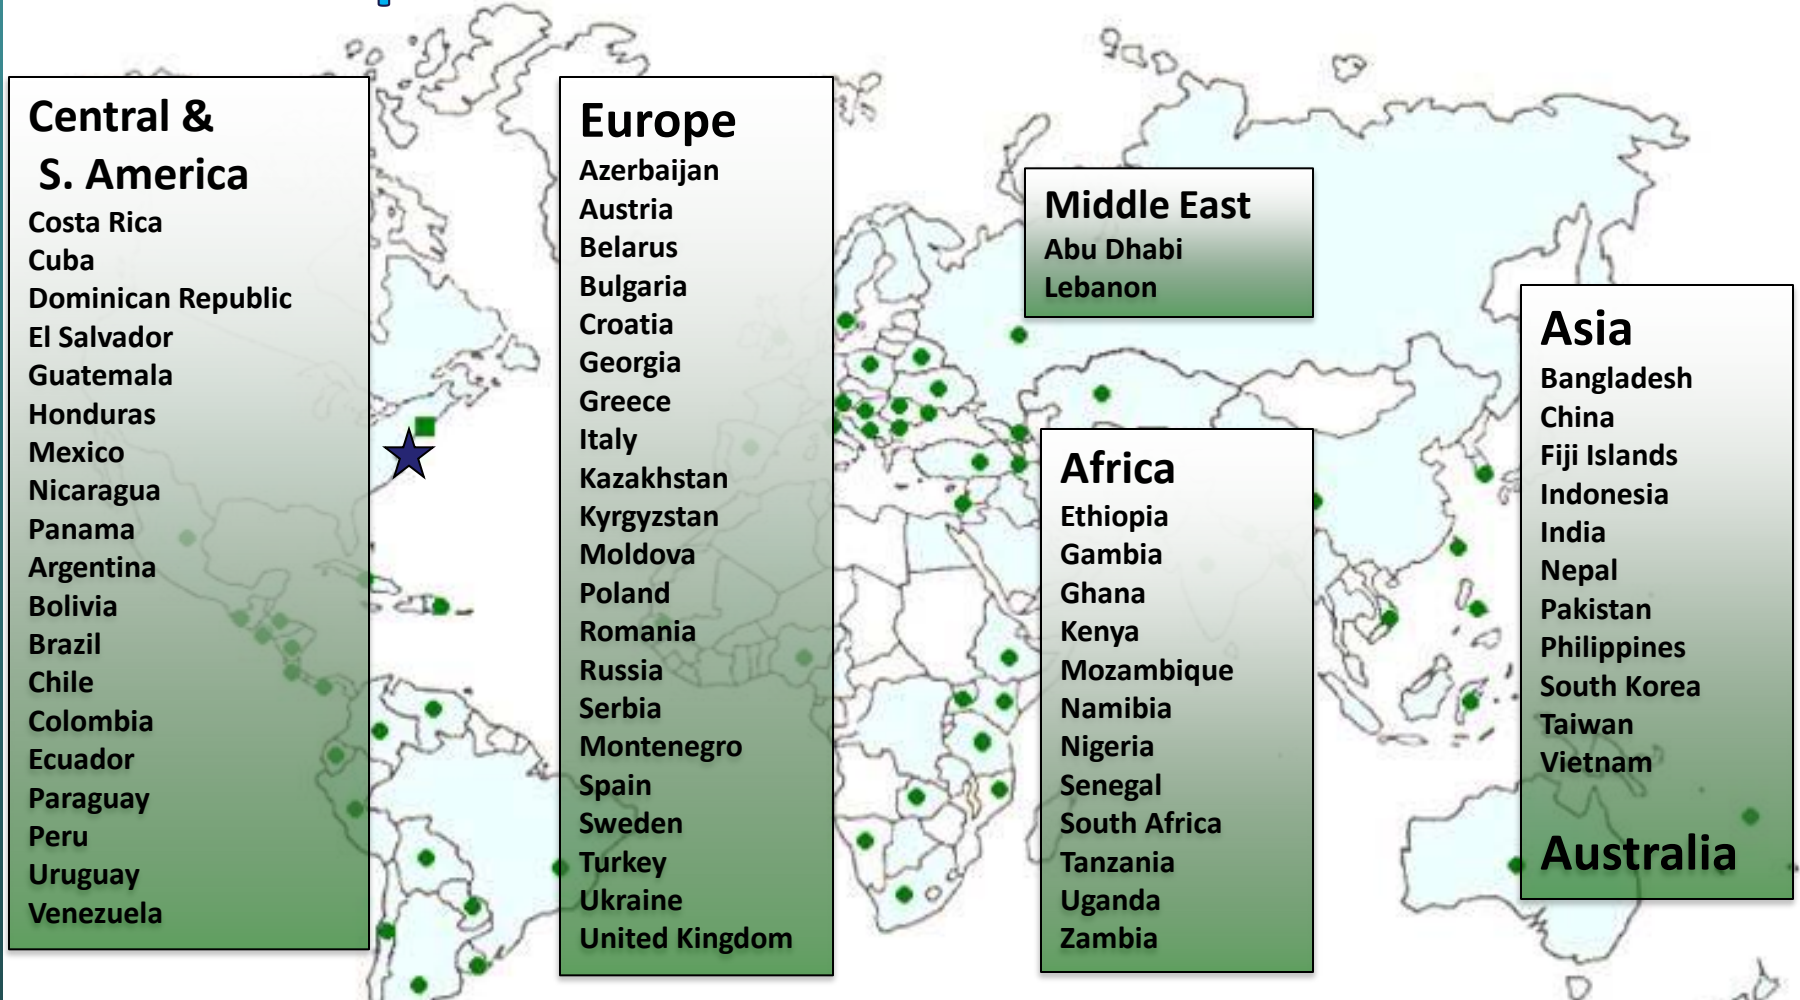 Central &
S. America
Costa Rica
Cuba
Dominican Republic
El Salvador
Guatemala
Honduras
Mexico
Nicaragua
Panama
Argentina
Bolivia
Brazil
Chile
Colombia
Ecuador
Paraguay
Peru
Uruguay
Venezuela
Europe
Azerbaijan
Austria
Belarus
Bulgaria
Croatia
Georgia
Greece
Italy
Kazakhstan
Kyrgyzstan
Moldova
Poland
Romania
Russia
Serbia
Montenegro
Spain
Sweden
Turkey
Ukraine
United Kingdom
Middle East
Abu Dhabi
Lebanon
Africa
Ethiopia
Gambia
Ghana
Kenya
Mozambique
Namibia
Nigeria
Senegal
South Africa
Tanzania
Uganda
Zambia
Asia
Bangladesh
China
Fiji Islands
Indonesia
India
Nepal
Pakistan
Philippines
South Korea
Taiwan
Vietnam
Australia